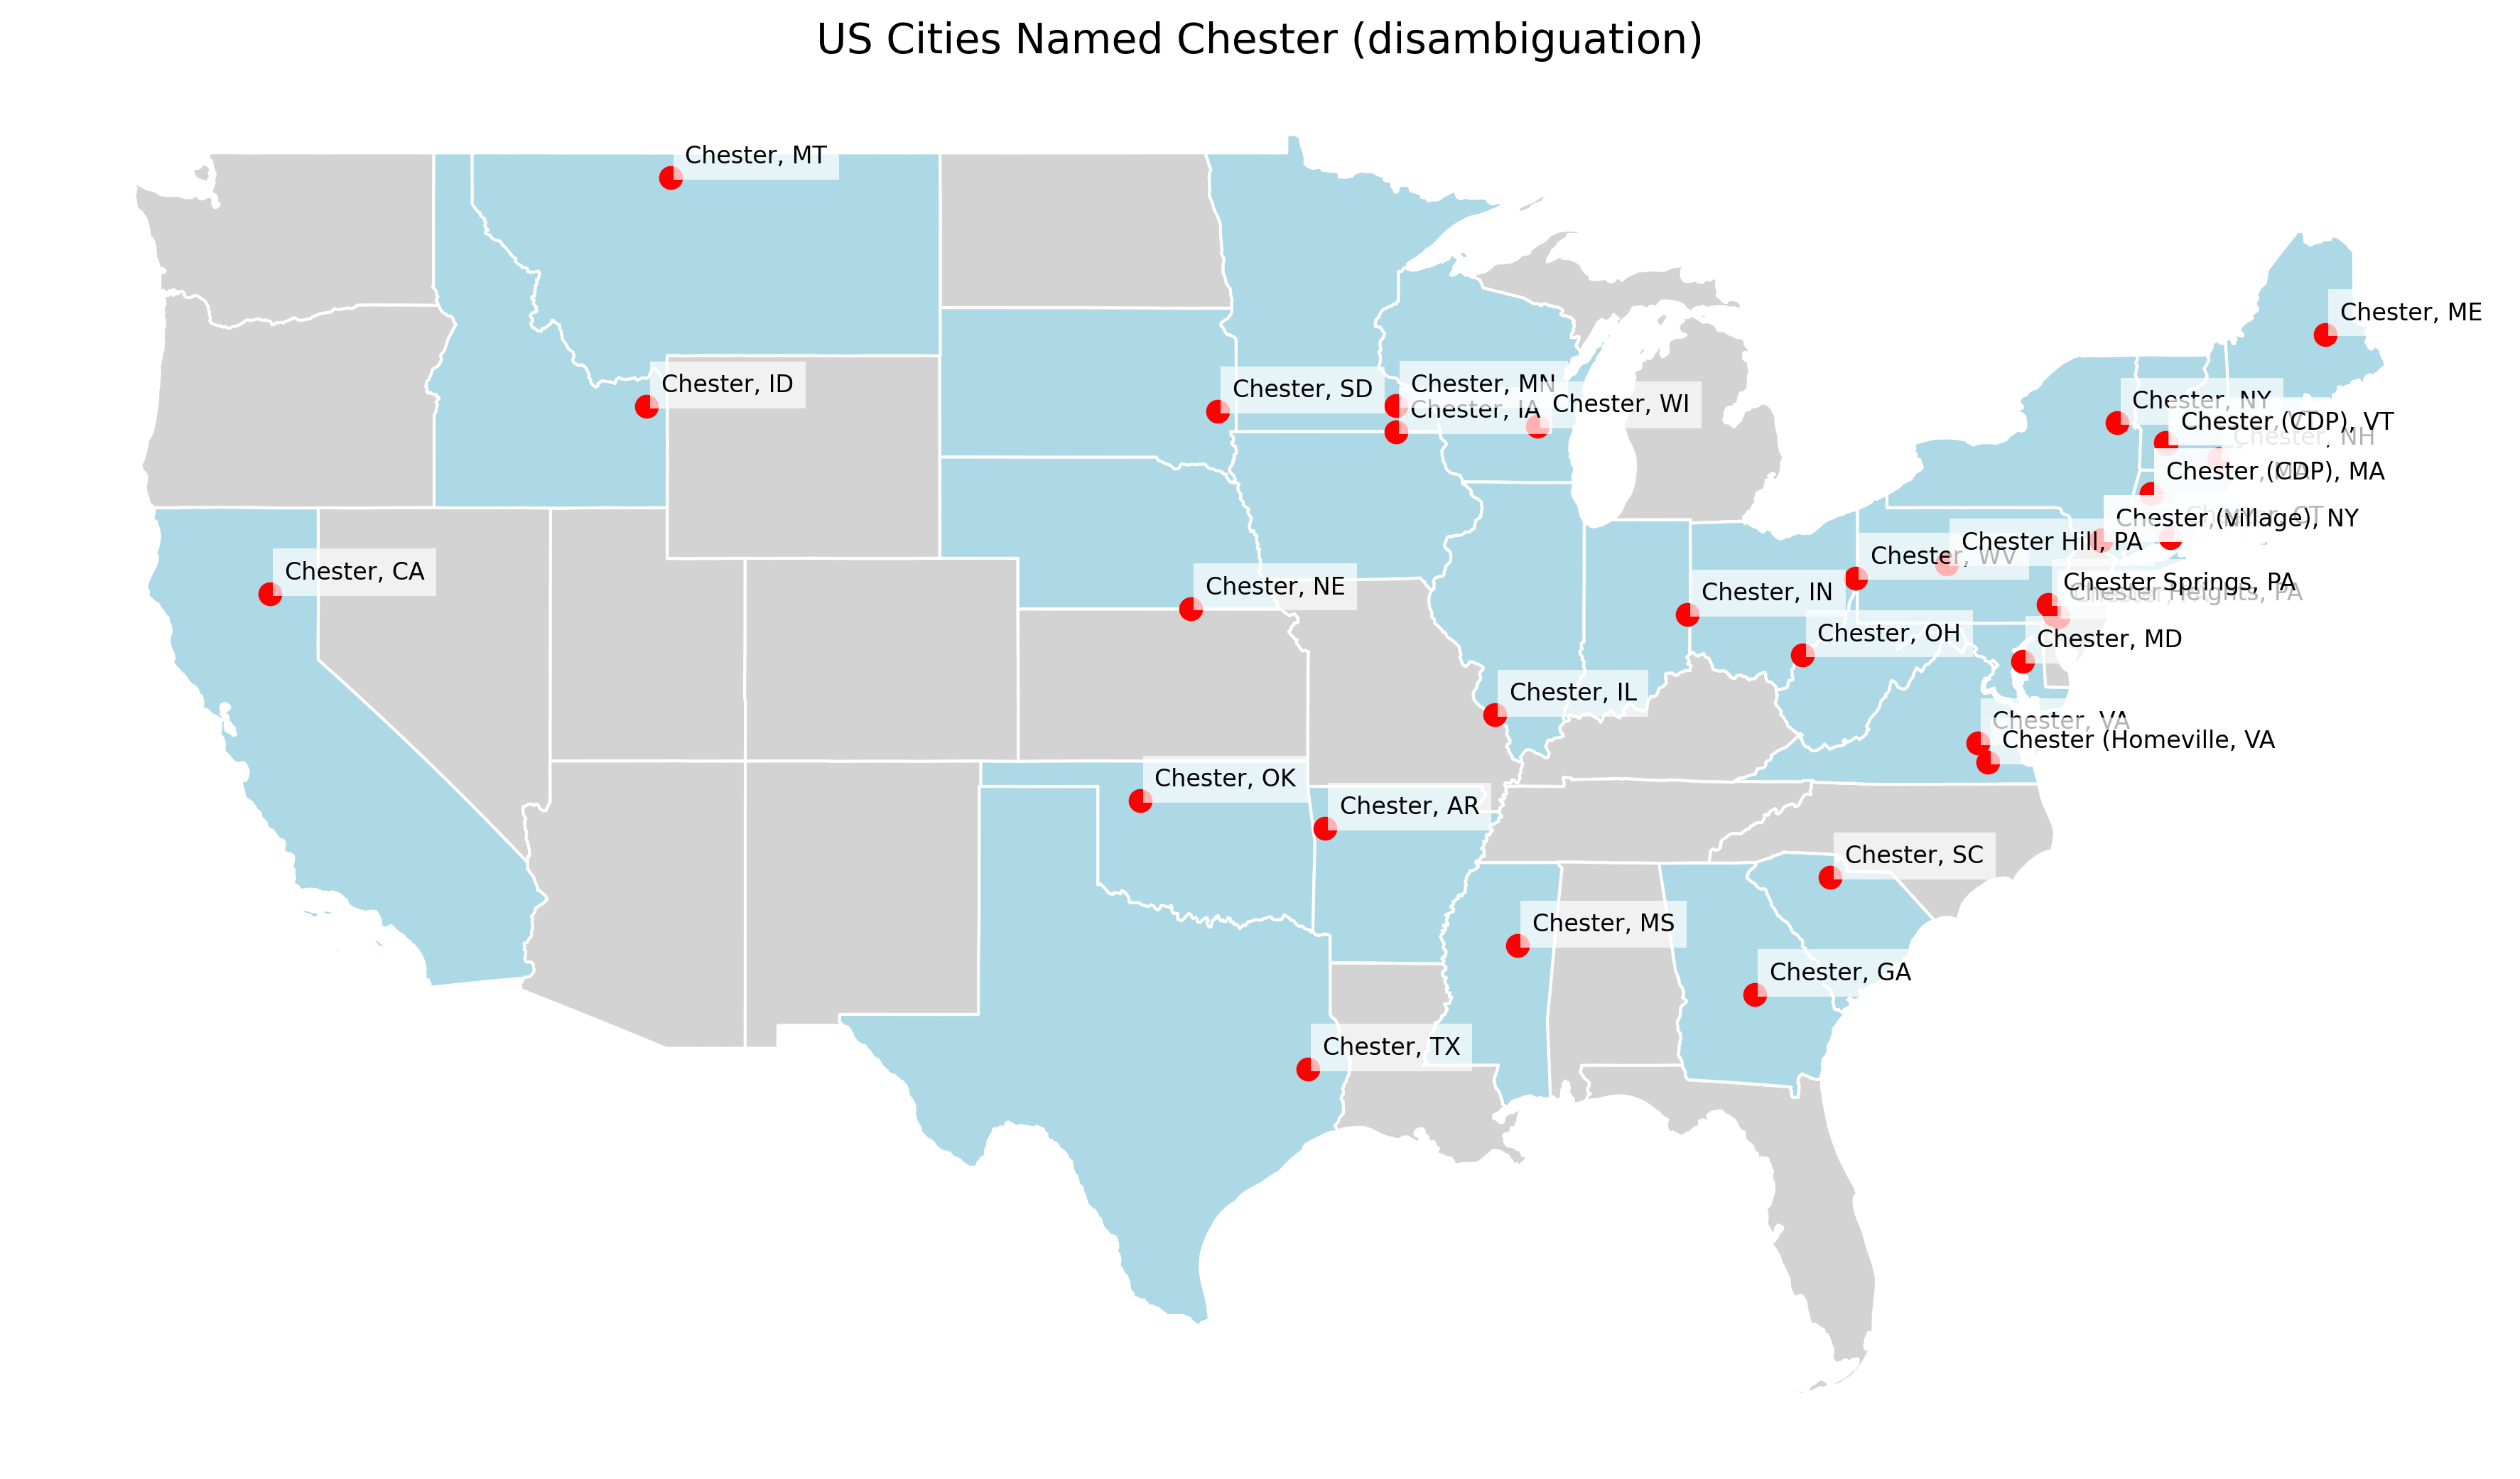 US Cities Named Chester (disambiguation)
Chester, MT
Chester, ME
Chester, ID
Chester, SD
Chester, MN
Chester, IA
Chester, WI
Chester, NY
Chester (CDP), VT
Chester, NH
Chester (CDP), MA
Chester (village), NY
Chester Hill, PA
Chester, WV
Chester, CA
Chester, NE
Chester, IN
Chester Springs, PA
Chester Heights, PA
Chester, OH
Chester, MD
Chester, IL
Chester, VA
Chester (Homeville, VA
Chester, OK
Chester, AR
Chester, SC
Chester, MS
Chester, GA
Chester, TX